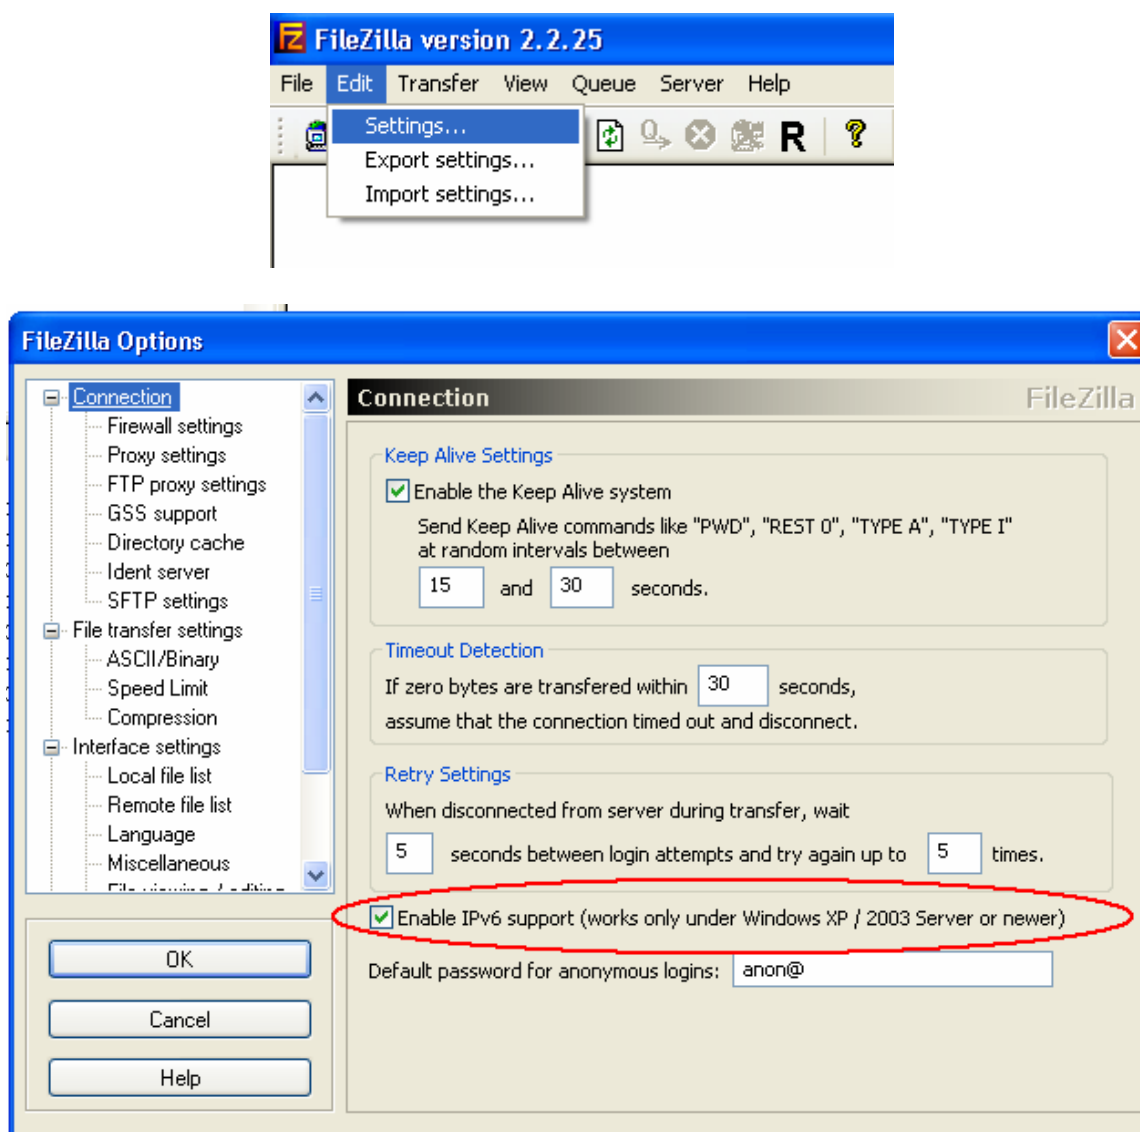 FileZilla version 2.2.25
File Edit Transfer View Queue Server Help
Settings...
Export settings...
Import settings...
FileZilla Options
Connection
Firewall settings
Proxy settings
FTP proxy settings
GSS support
Directory cache
Ident server
SFTP settings
File transfer settings
ASCII/Binary
Speed Limit
Compression
Interface settings
Local file list
Remote file list
Language
Miscellaneous
File viewing / editing
OK
Cancel
Help
Connection FileZilla
Keep Alive Settings
Enable the Keep Alive system
Send Keep Alive commands like "PWD", "REST 0", "TYPE A", "TYPE I"
at random intervals between
15 and 30 seconds.
Timeout Detection
If zero bytes are transfered within 30 seconds,
assume that the connection timed out and disconnect.
Retry Settings
When disconnected from server during transfer, wait
5 seconds between login attempts and try again up to 5 times.
Enable IPv6 support (works only under Windows XP / 2003 Server or newer)
Default password for anonymous logins: anon@